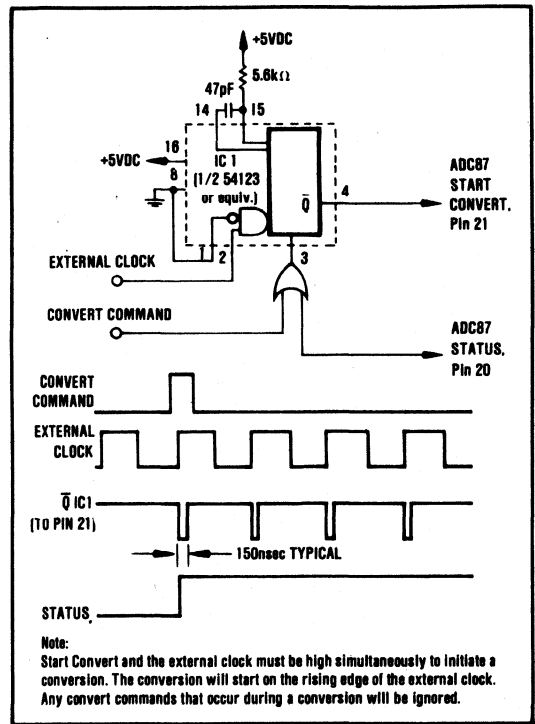 +5VDC
5.6kΩ
47pF
14
15
16
+5VDC
IC 1
8
(1/2 54123
or equiv.)
Q̅
4
ADC87
START
CONVERT,
Pin 21
1
2
3
EXTERNAL CLOCK
CONVERT COMMAND
ADC87
STATUS,
Pin 20
CONVERT
COMMAND
EXTERNAL
CLOCK
Q̅ IC1
(TO PIN 21)
150nsec TYPICAL
STATUS,
Note:
Start Convert and the external clock must be high simultaneously to initiate a
conversion. The conversion will start on the rising edge of the external clock.
Any convert commands that occur during a conversion will be ignored.